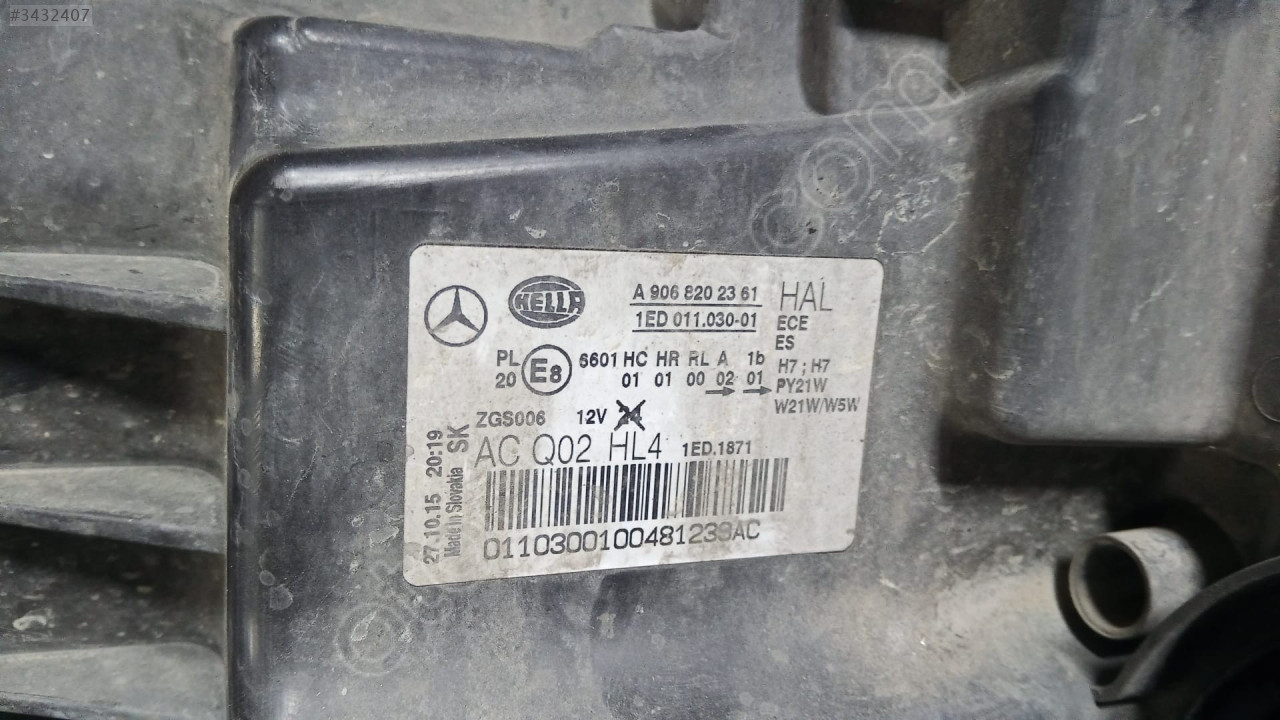 #3432407
HELLA
A 906 820 23 61
HAL
1ED 011.030-01
ECE
ES
PL
20
E8
6601 HC HR RL A 1b
01 01 00 02 01
H7 ; H7
PY21W
W21W/W5W
ZGS006 12V 24
AC Q02 HL4 1ED.1871
27.10.15 20:19
Made in Slovakia SK
0110300100481233AC
com